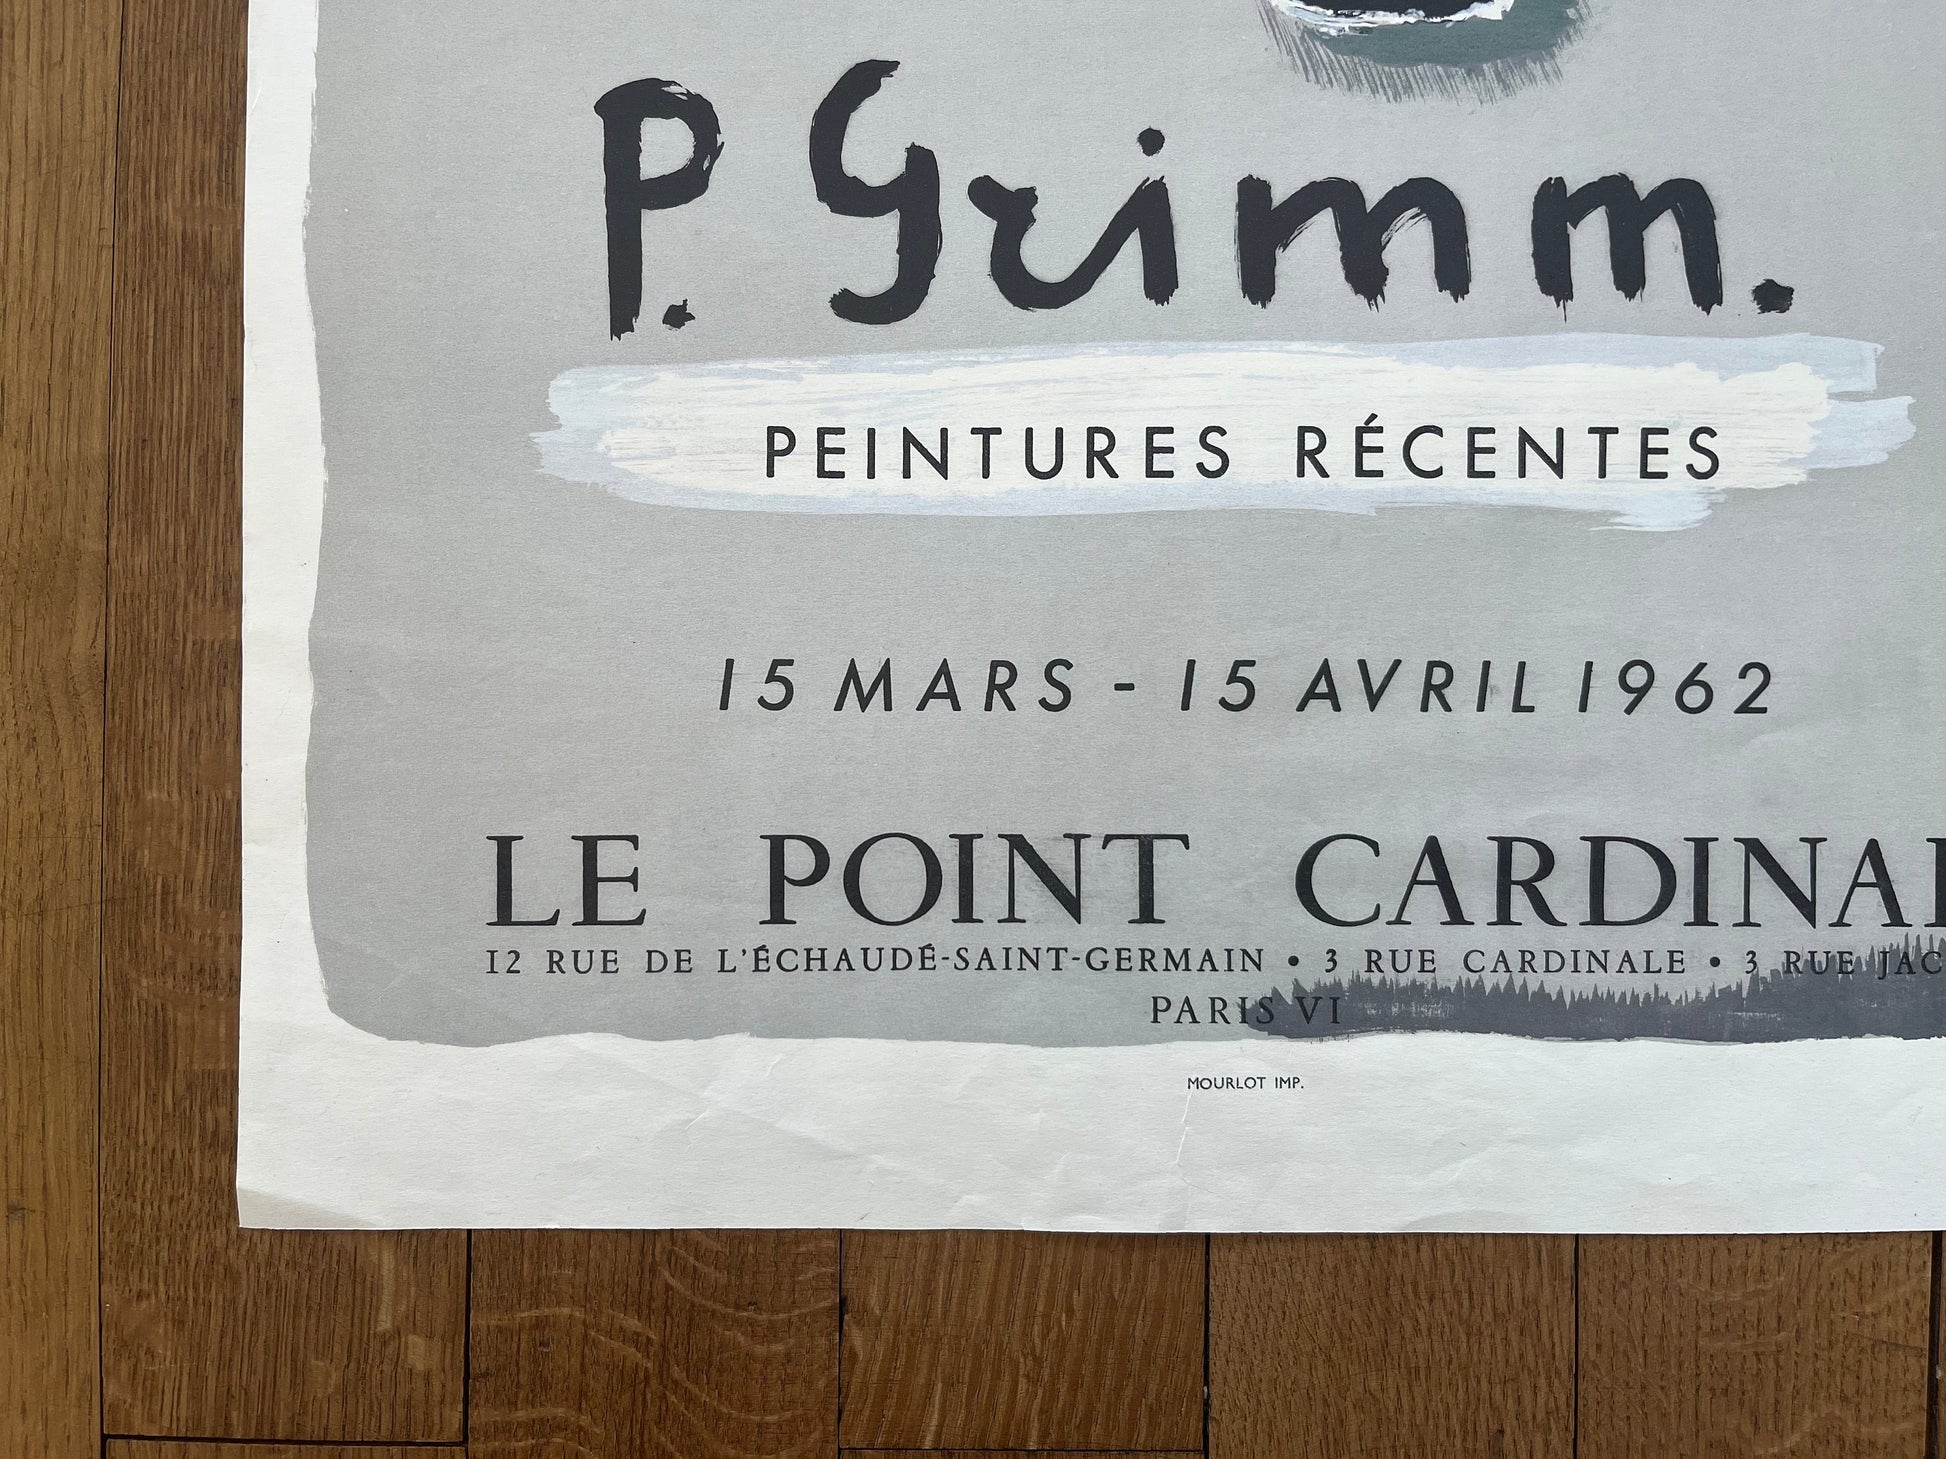 P. Grimm.
PEINTURES RÉCENTES
15 MARS - 15 AVRIL 1962
LE POINT CARDINAL
12 RUE DE L'ÉCHAUDÉ-SAINT-GERMAIN • 3 RUE CARDINALE • 3 RUE JAC
PARIS VI
MOURLOT IMP.